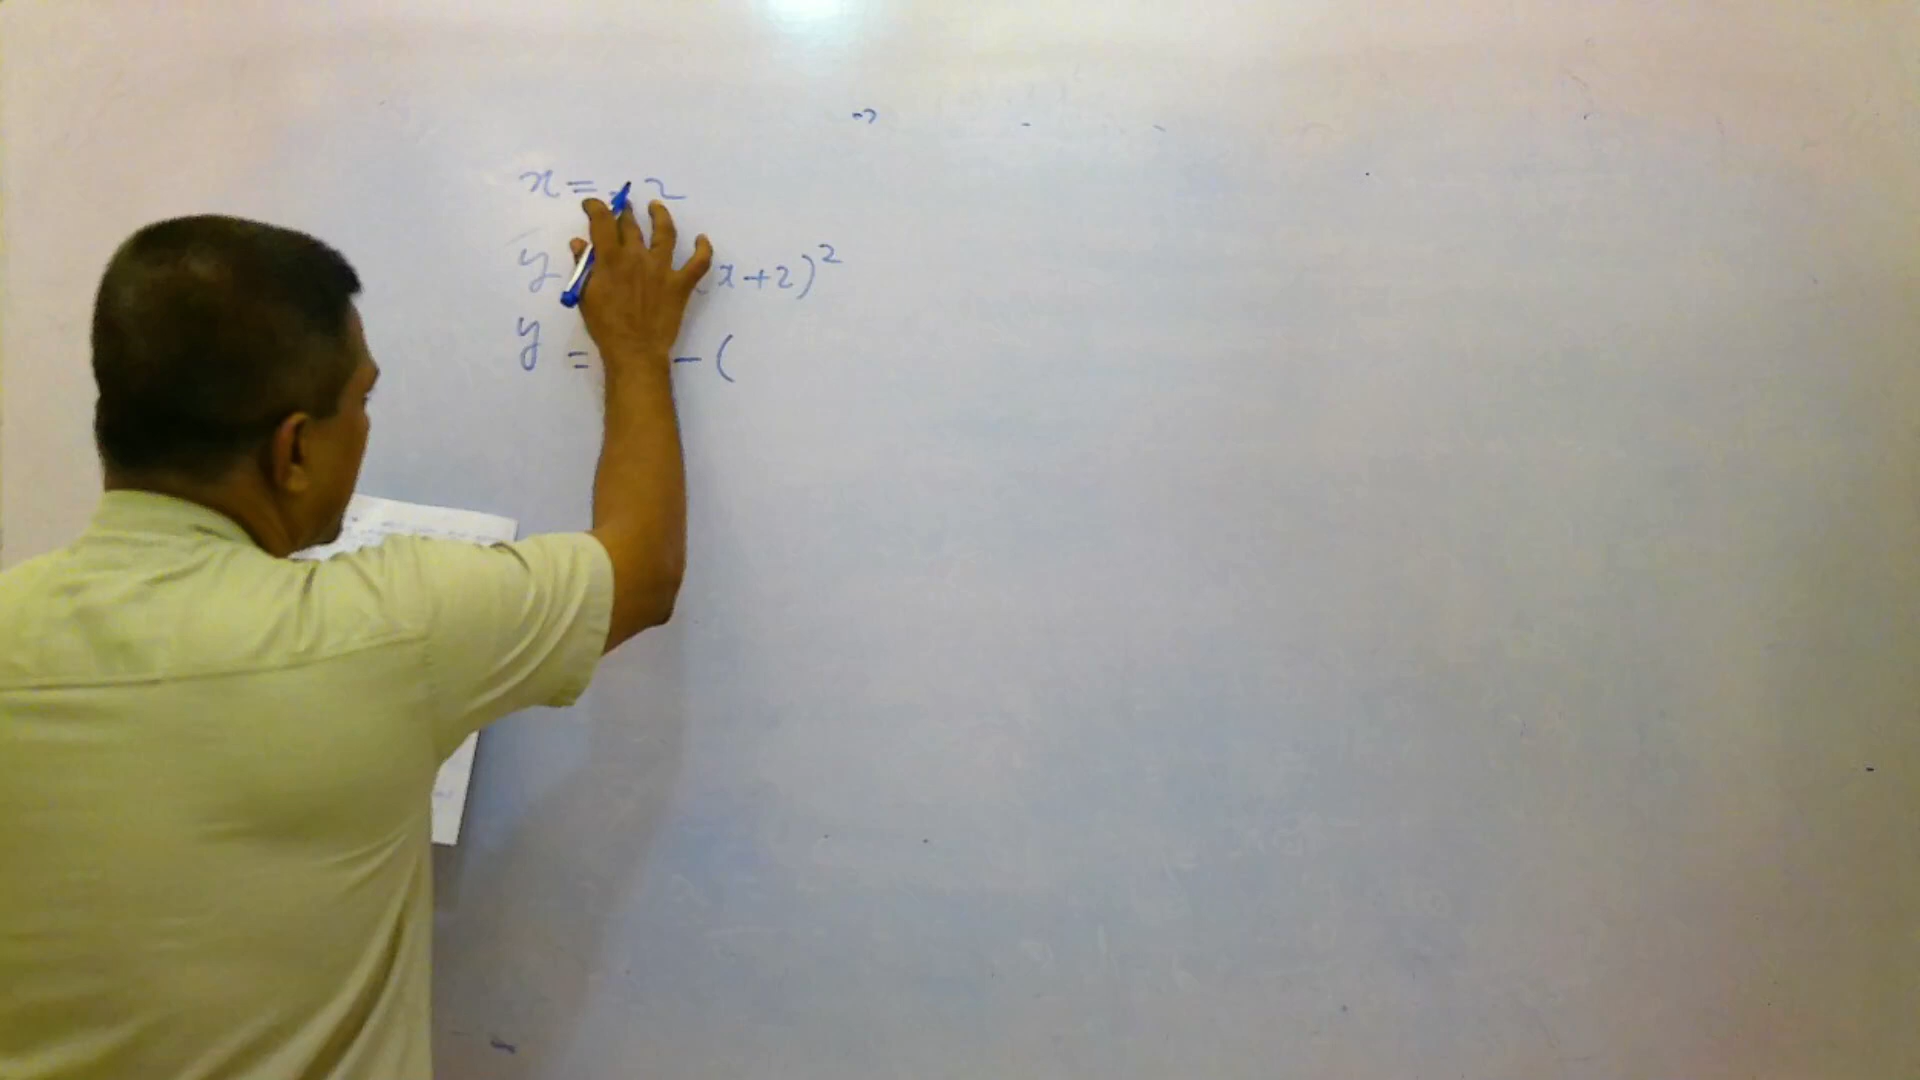 x = - 2
y (x+2)²
y = - (